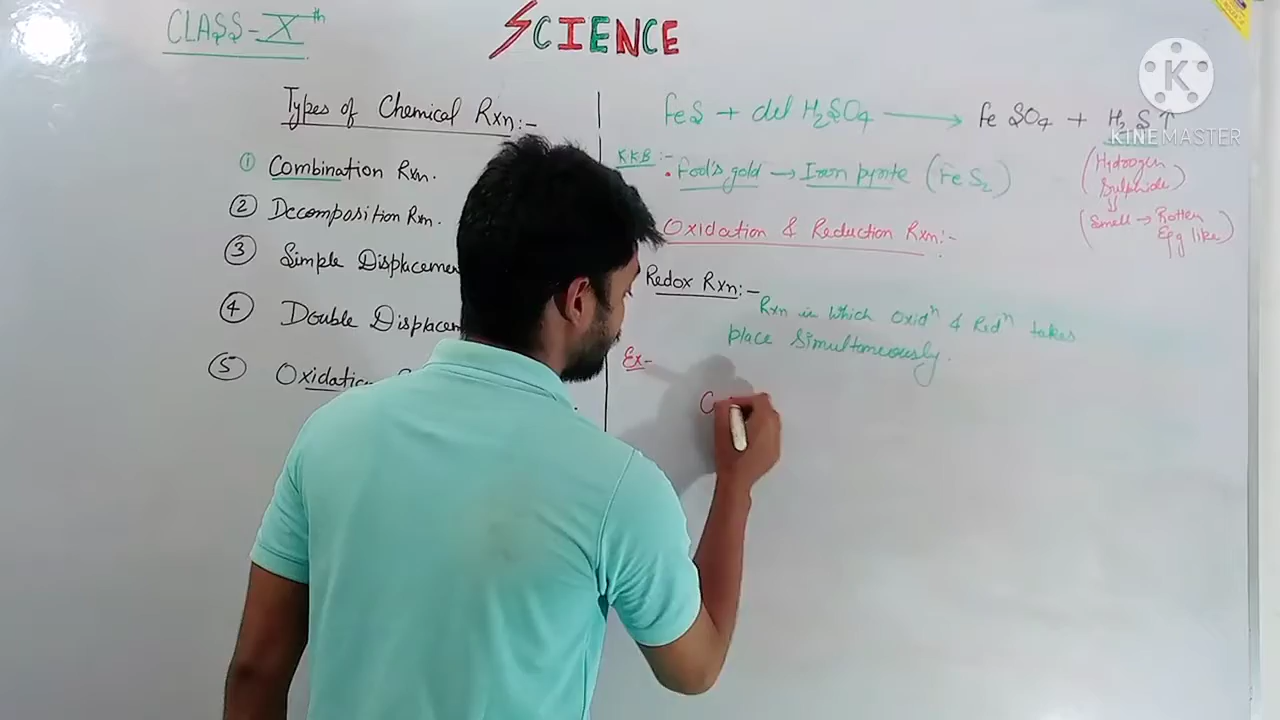 CLASS-Xth
SCIENCE
Types of Chemical Rxn:-
① Combination Rxn.
② Decomposition Rxn.
③ Simple Displacemen
④ Double Displacem
⑤ Oxidatio
FeS + dil H2SO4 → FeSO4 + H2S↑
(Hydrogen
Sulphide)
(Smell → Rotten
Egg like)
K.K.B:-
• Fool's gold → Iron pyrite (FeS2)
Oxidation & Reduction Rxn:-
Redox Rxn:-
Rxn in which Oxidⁿ & Redⁿ takes
place Simultaneously.
Ex-
C
KINEMASTER